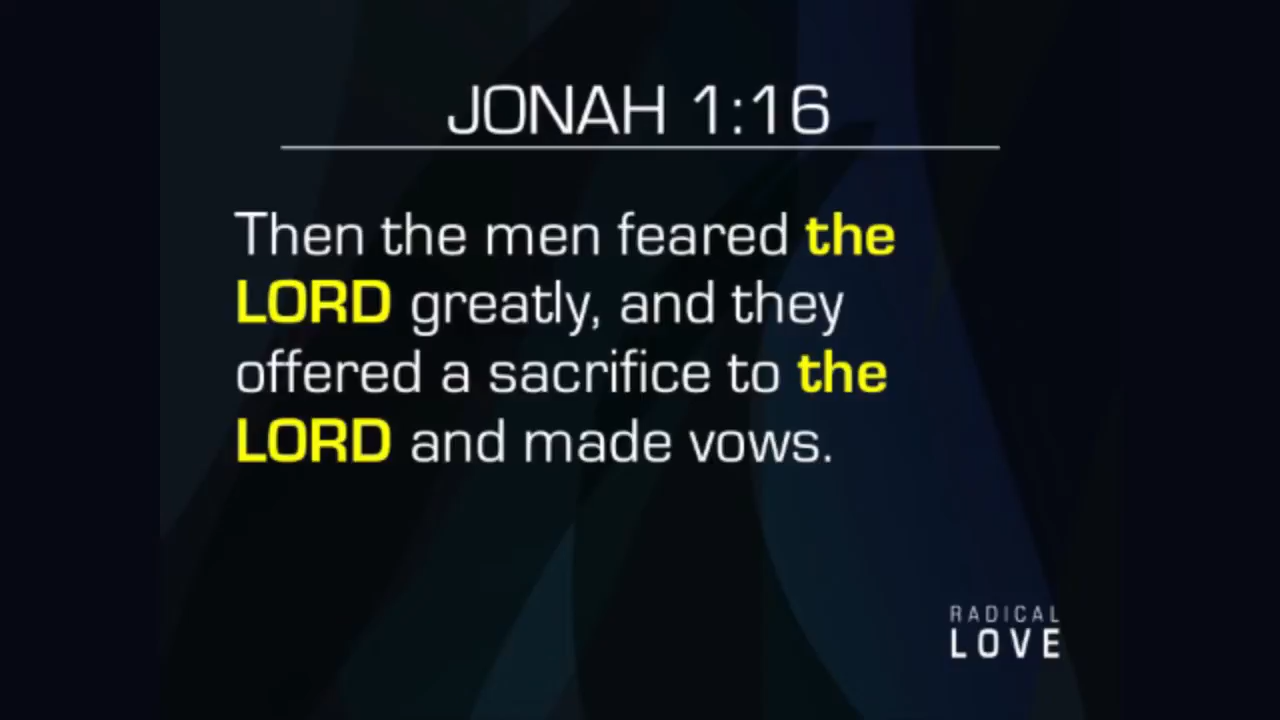 JONAH 1:16
Then the men feared the
LORD greatly, and they
offered a sacrifice to the
LORD and made vows.
RADICAL
LOVE